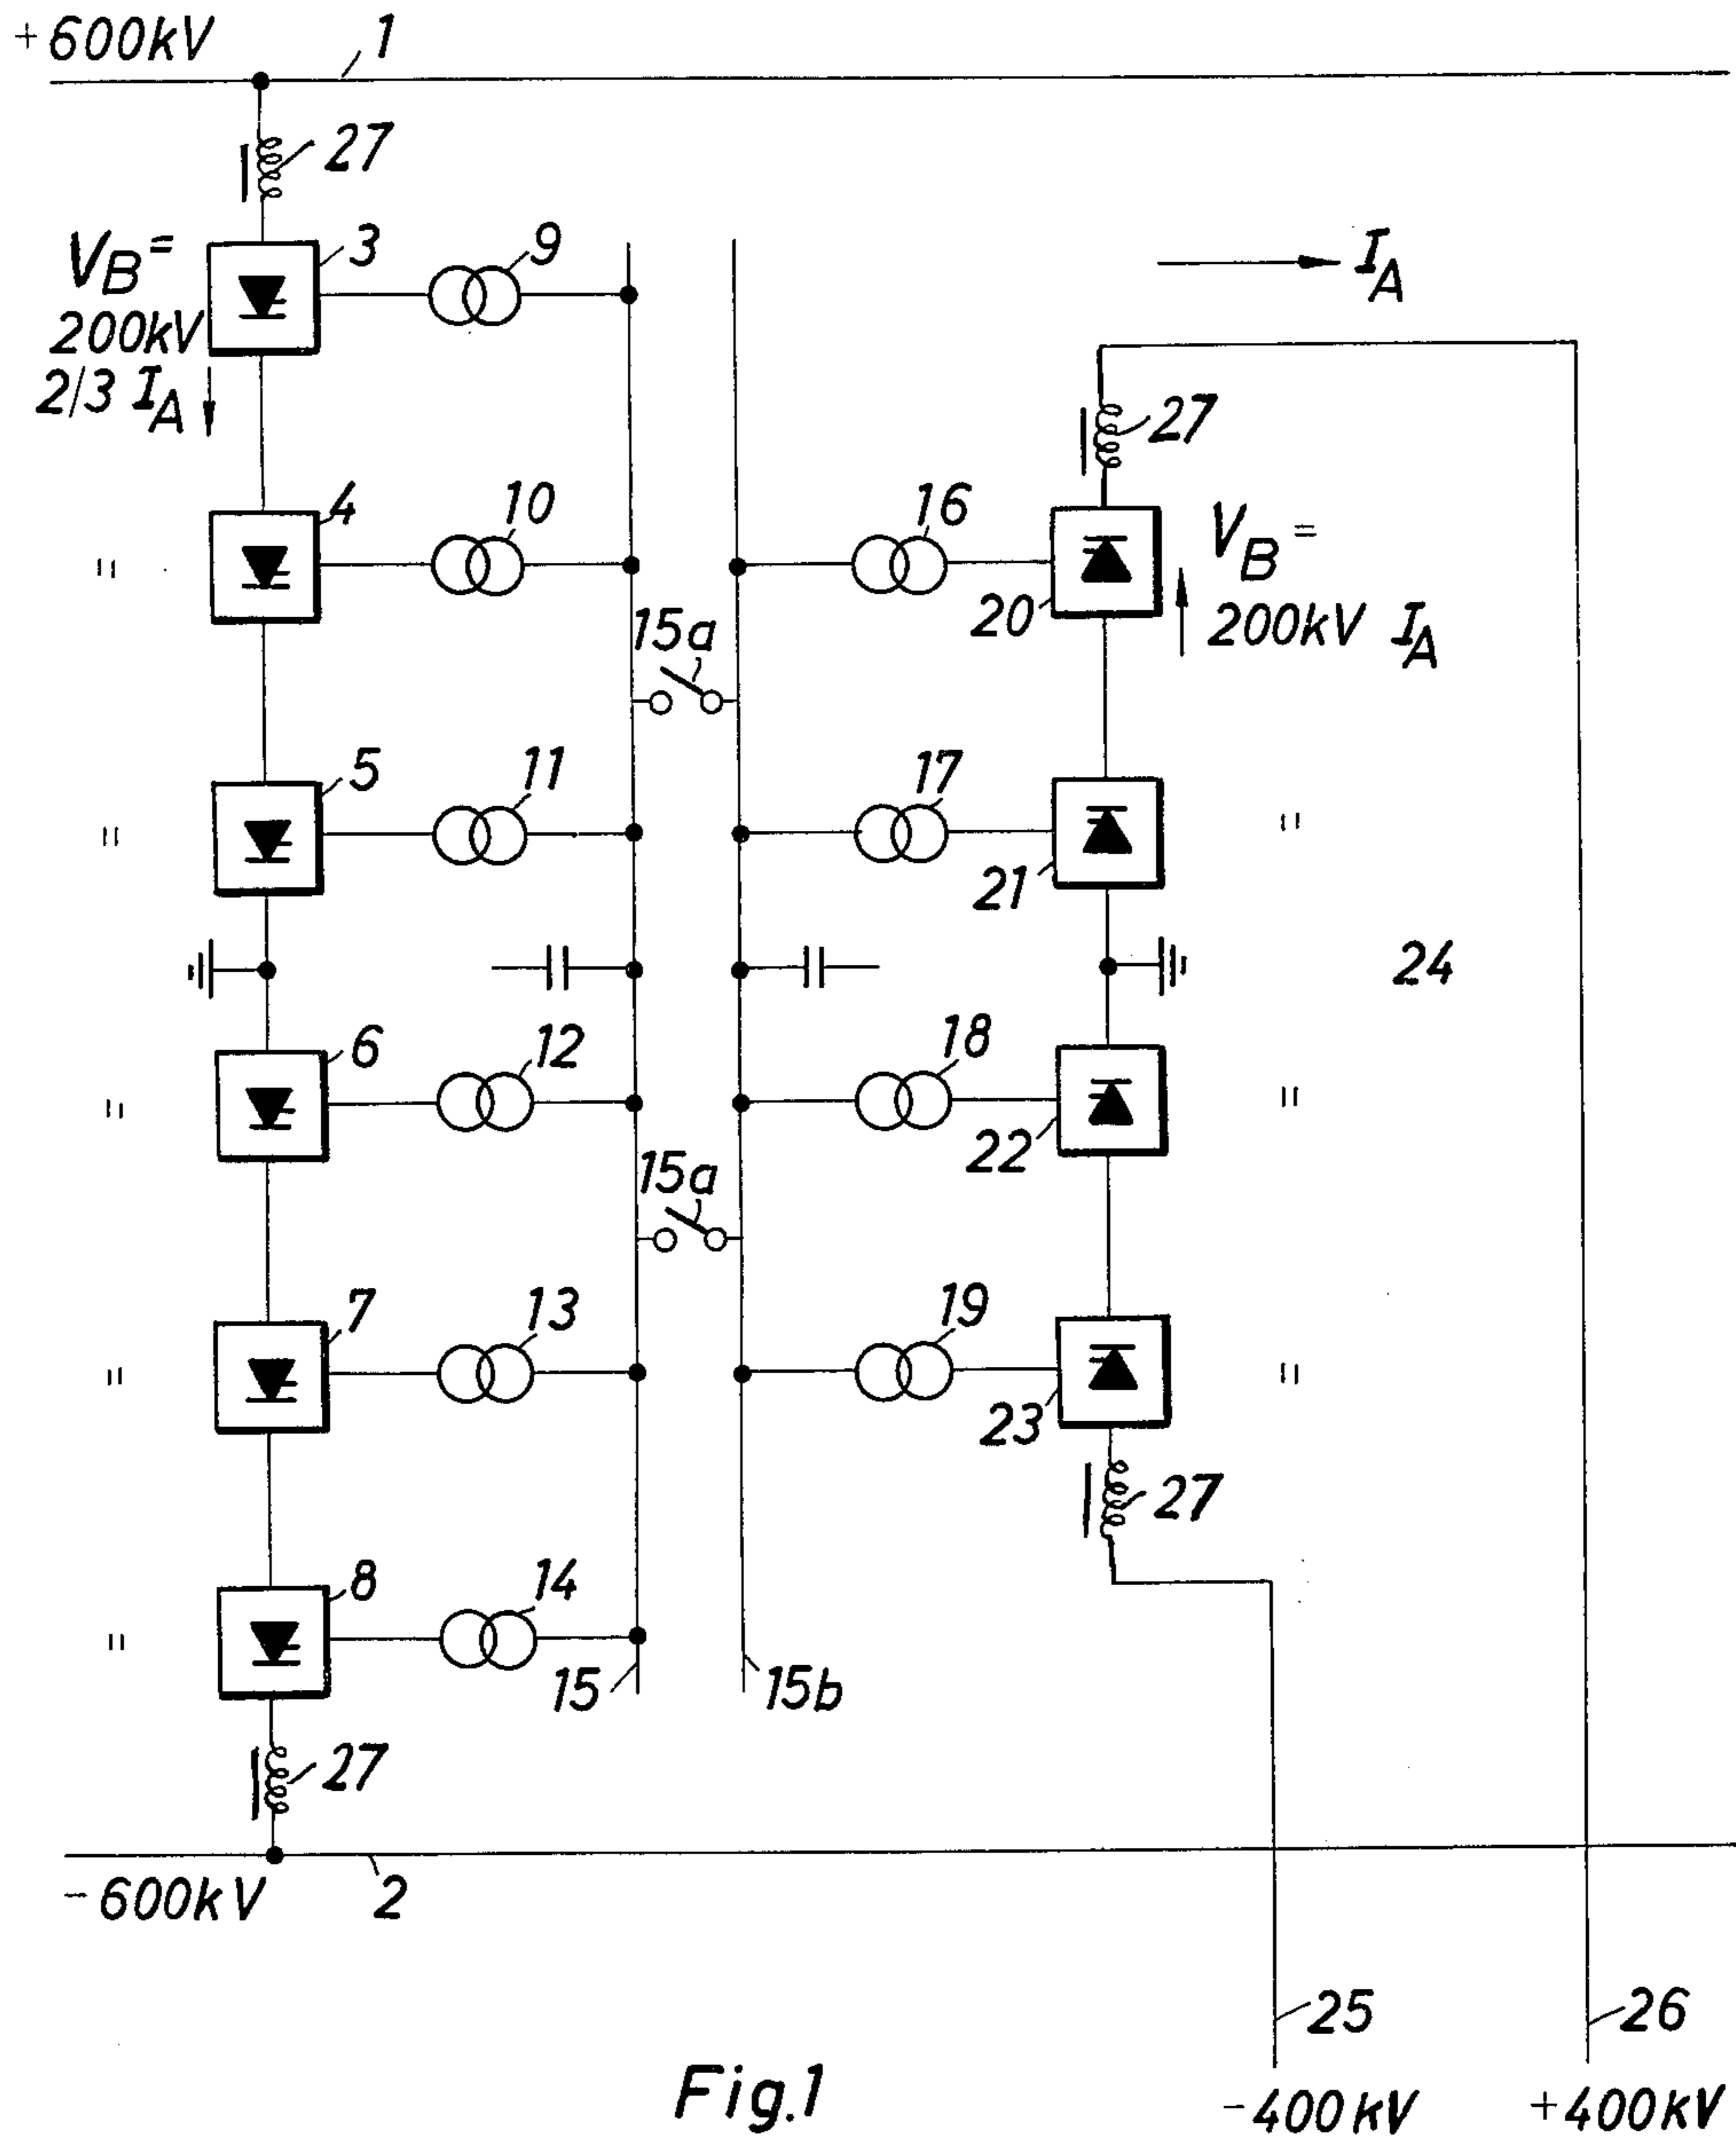 +600kV
1
27
3
9
V_B =
200kV
2/3 I_A
I_A
27
4
10
16
V_B =
200kV I_A
20
"
15a
5
11
17
"
21
"
24
6
12
18
"
22
"
15a
7
13
19
"
23
"
27
8
14
"
15
15b
27
-600kV
2
25
26
Fig.1
-400kV
+400kV